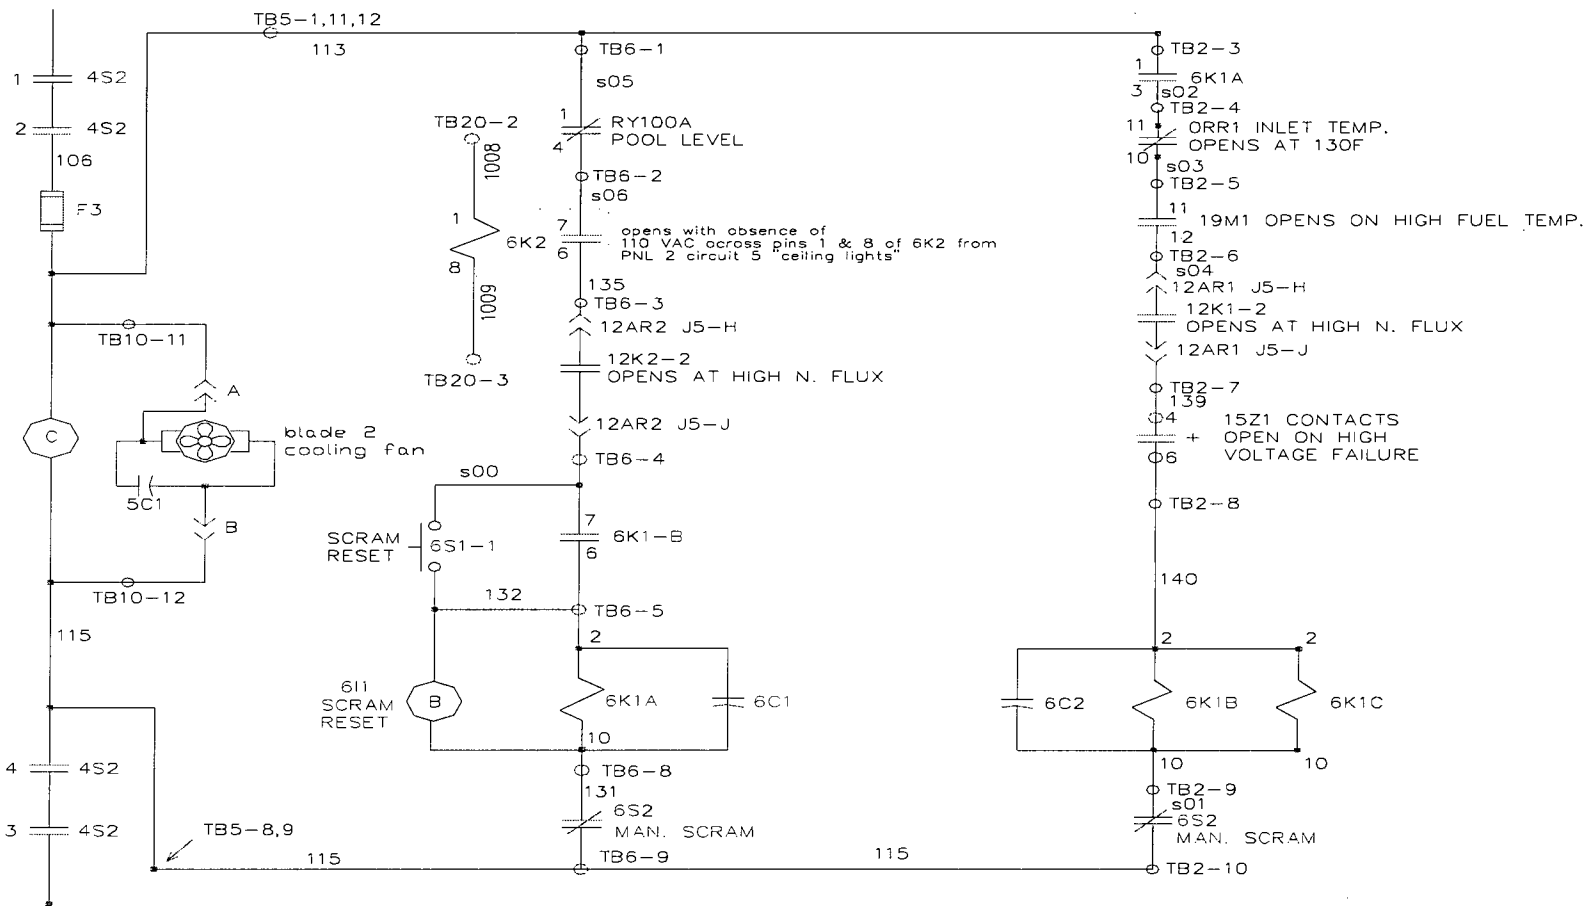 TB5-1,11,12
113
1
4S2
2
4S2
106
F3
TB10-11
A
C
blade 2
cooling fan
5C1
B
TB10-12
115
4
4S2
3
4S2
TB5-8,9
115
TB20-2
1008
1
6K2
8
1009
TB20-3
TB6-1
s05
1
RY100A
POOL LEVEL
4
TB6-2
s06
7
6
opens with absence of
110 VAC across pins 1 & 8 of 6K2 from
PNL 2 circuit 5 "ceiling lights"
135
TB6-3
12AR2 J5-H
12K2-2
OPENS AT HIGH N. FLUX
12AR2 J5-J
TB6-4
s00
SCRAM
RESET
6S1-1
7
6K1-B
6
132
TB6-5
2
6I1
SCRAM
RESET
B
6K1A
6C1
10
TB6-8
131
6S2
MAN. SCRAM
TB6-9
115
TB2-3
1
6K1A
3
s02
TB2-4
11
ORR1 INLET TEMP.
OPENS AT 130F
10
s03
TB2-5
11
19M1 OPENS ON HIGH FUEL TEMP.
12
TB2-6
s04
12AR1 J5-H
12K1-2
OPENS AT HIGH N. FLUX
12AR1 J5-J
TB2-7
139
4
15Z1 CONTACTS
+ OPEN ON HIGH
VOLTAGE FAILURE
6
TB2-8
140
2
2
6C2
6K1B
6K1C
10
10
TB2-9
s01
6S2
MAN. SCRAM
TB2-10